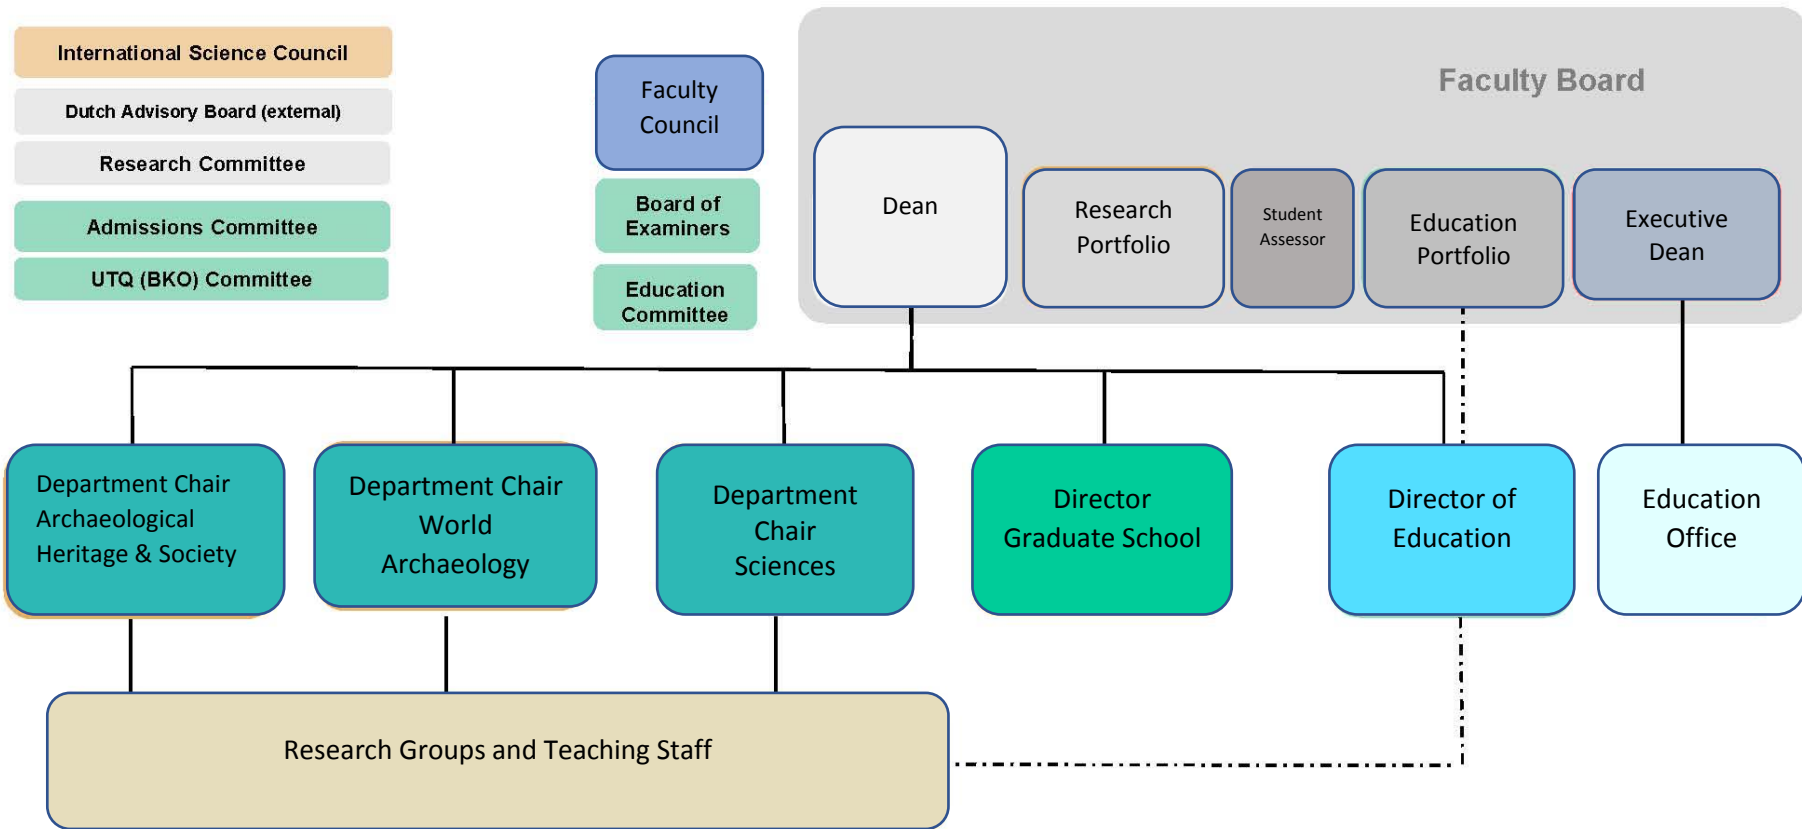 International Science Council
Dutch Advisory Board (external)
Research Committee
Admissions Committee
UTQ (BKO) Committee
Faculty
Council
Board of
Examiners
Education
Committee
Faculty Board
Dean
Research
Portfolio
Student
Assessor
Education
Portfolio
Executive
Dean
Department Chair
Archaeological
Heritage & Society
Department Chair
World
Archaeology
Department
Chair
Sciences
Director
Graduate School
Director of
Education
Education
Office
Research Groups and Teaching Staff